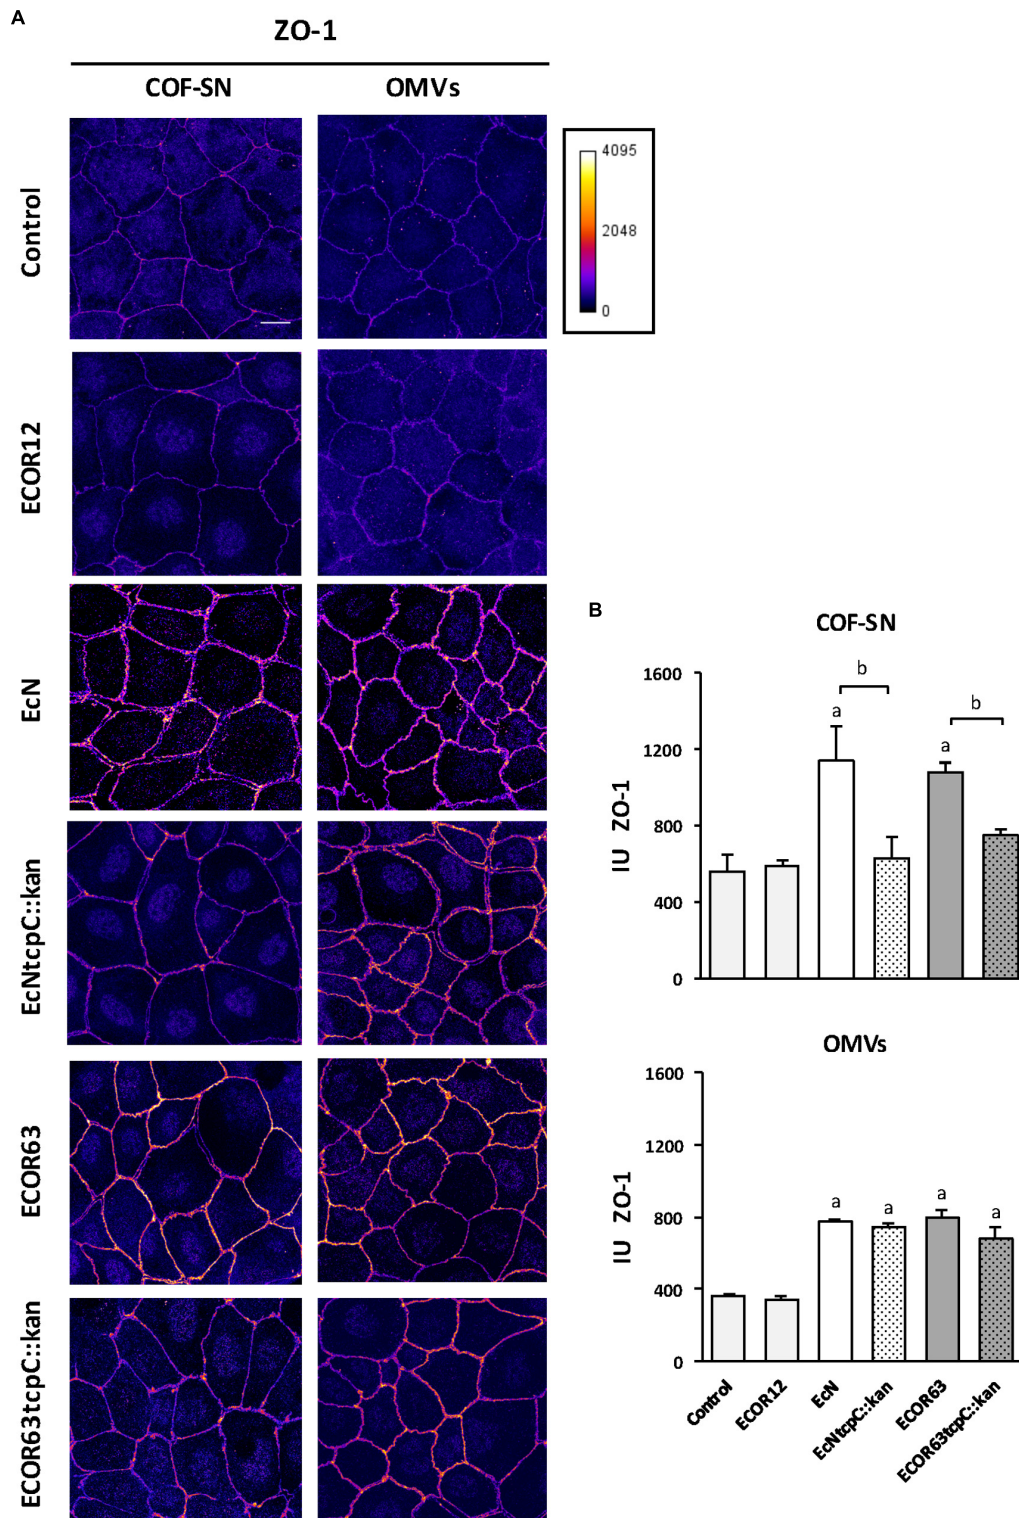 A
ZO-1
COF-SN OMVs
Control
4095
2048
0
ECOR12
EcN
EcNtcpC::kan
ECOR63
ECOR63tcpC::kan
B
COF-SN
IU ZO-1
1600
1200
800
400
0
a
b
a
b
OMVs
IU ZO-1
1600
1200
800
400
0
a
a
a
a
Control
ECOR12
EcN
EcNtcpC::kan
ECOR63
ECOR63tcpC::kan